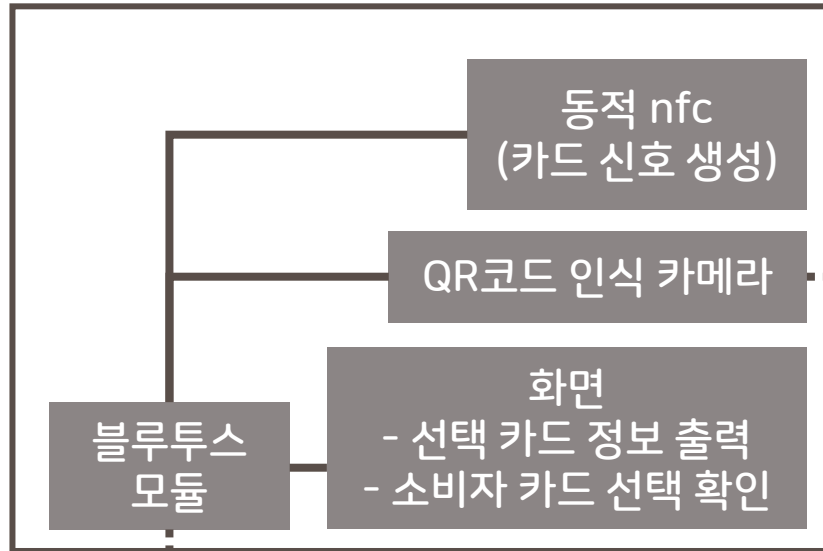 동적 nfc
(카드 신호 생성)
QR코드 인식 카메라
화면
- 선택 카드 정보 출력
- 소비자 카드 선택 확인
블루투스
모듈